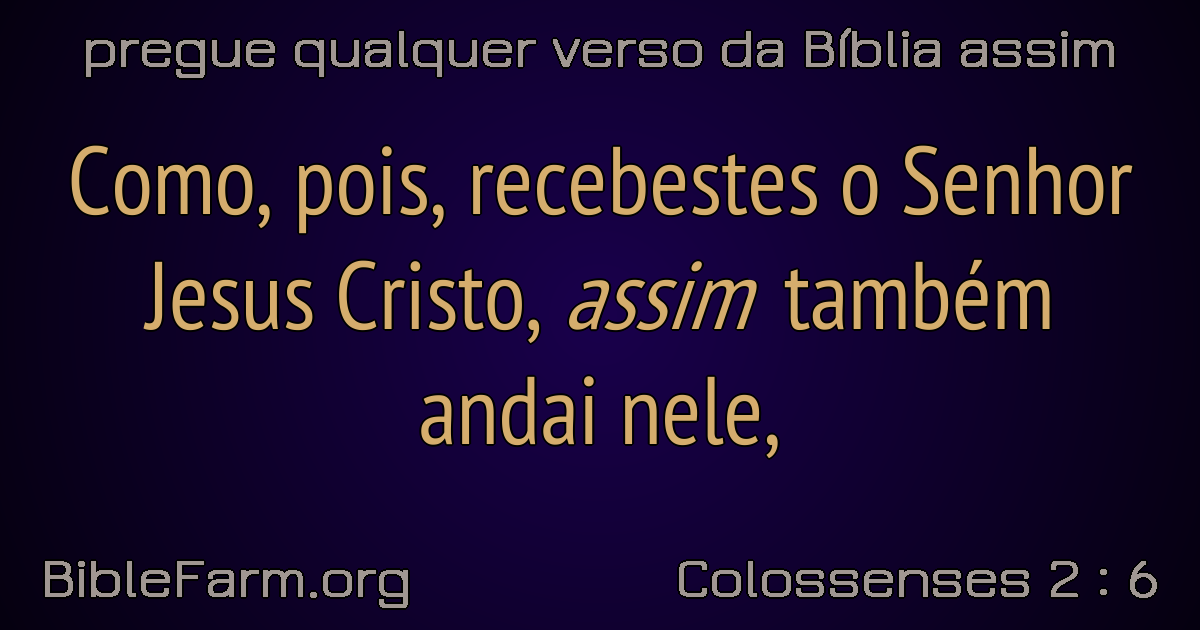 pregue qualquer verso da Bíblia assim
Como, pois, recebestes o Senhor
Jesus Cristo, assim também
andai nele,
BibleFarm.org
Colossenses 2 : 6